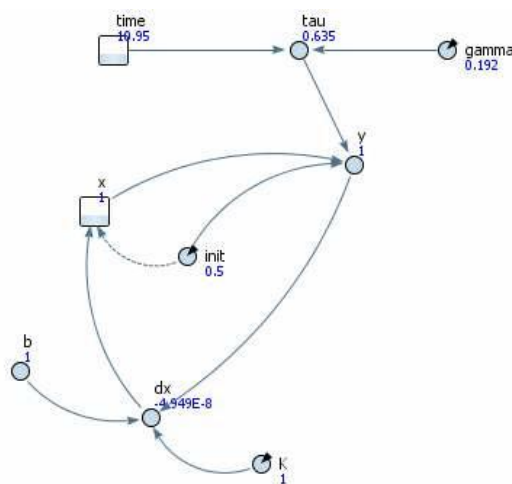 time
10.95
tau
0.635
gamma
0.192
y
1
x
1
init
0.5
b
1
dx
-4.949E-8
K
1